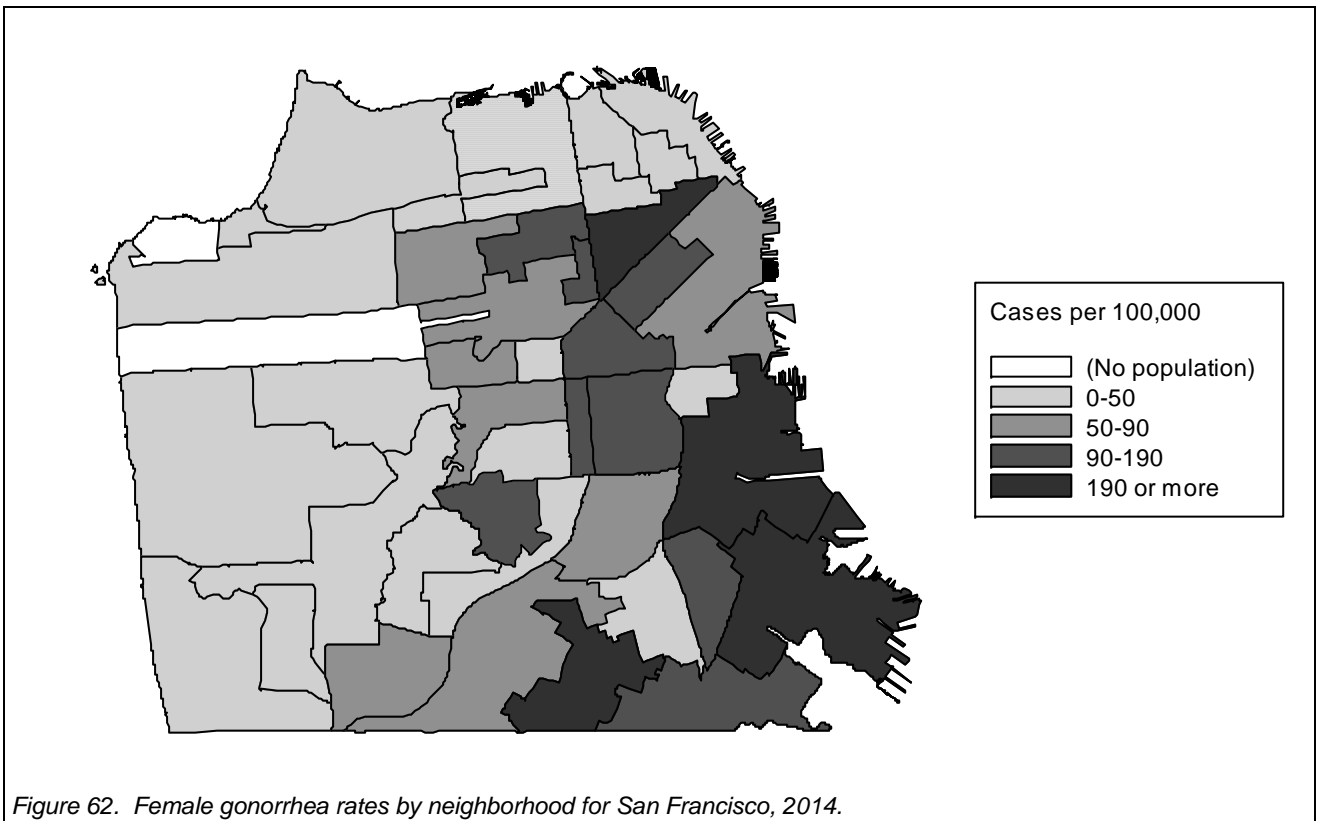 Cases per 100,000
(No population)
0-50
50-90
90-190
190 or more
Figure 62. Female gonorrhea rates by neighborhood for San Francisco, 2014.